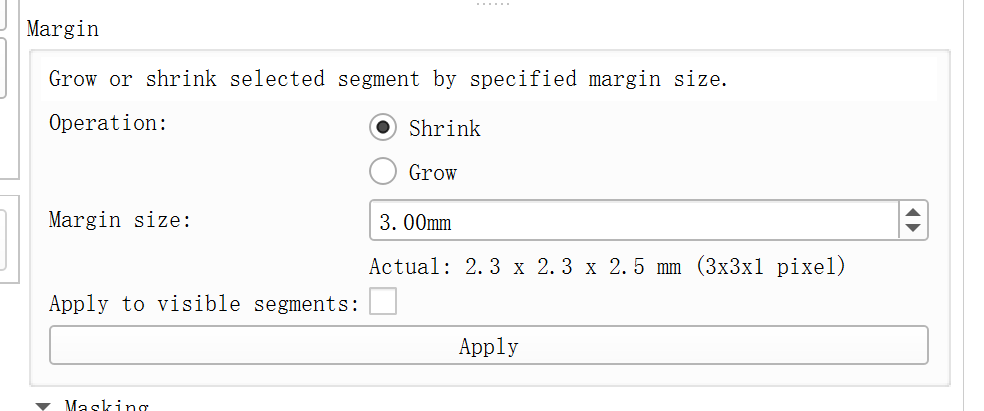 Margin
Grow or shrink selected segment by specified margin size.
Operation:
Shrink
Grow
Margin size:
3.00mm
Actual: 2.3 x 2.3 x 2.5 mm (3x3x1 pixel)
Apply to visible segments:
Apply
Masking